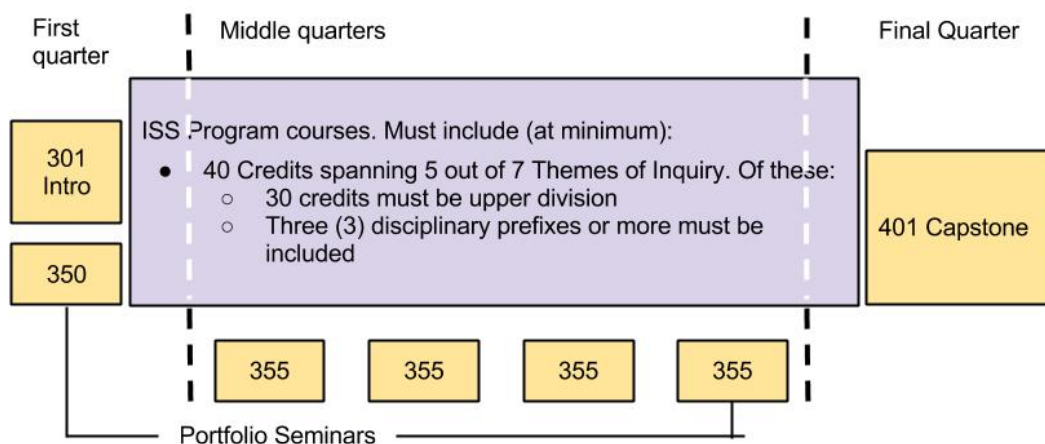 First
quarter
Middle quarters
Final Quarter
301
Intro
350
ISS Program courses. Must include (at minimum):
● 40 Credits spanning 5 out of 7 Themes of Inquiry. Of these:
○ 30 credits must be upper division
○ Three (3) disciplinary prefixes or more must be
included
401 Capstone
355
355
355
355
Portfolio Seminars